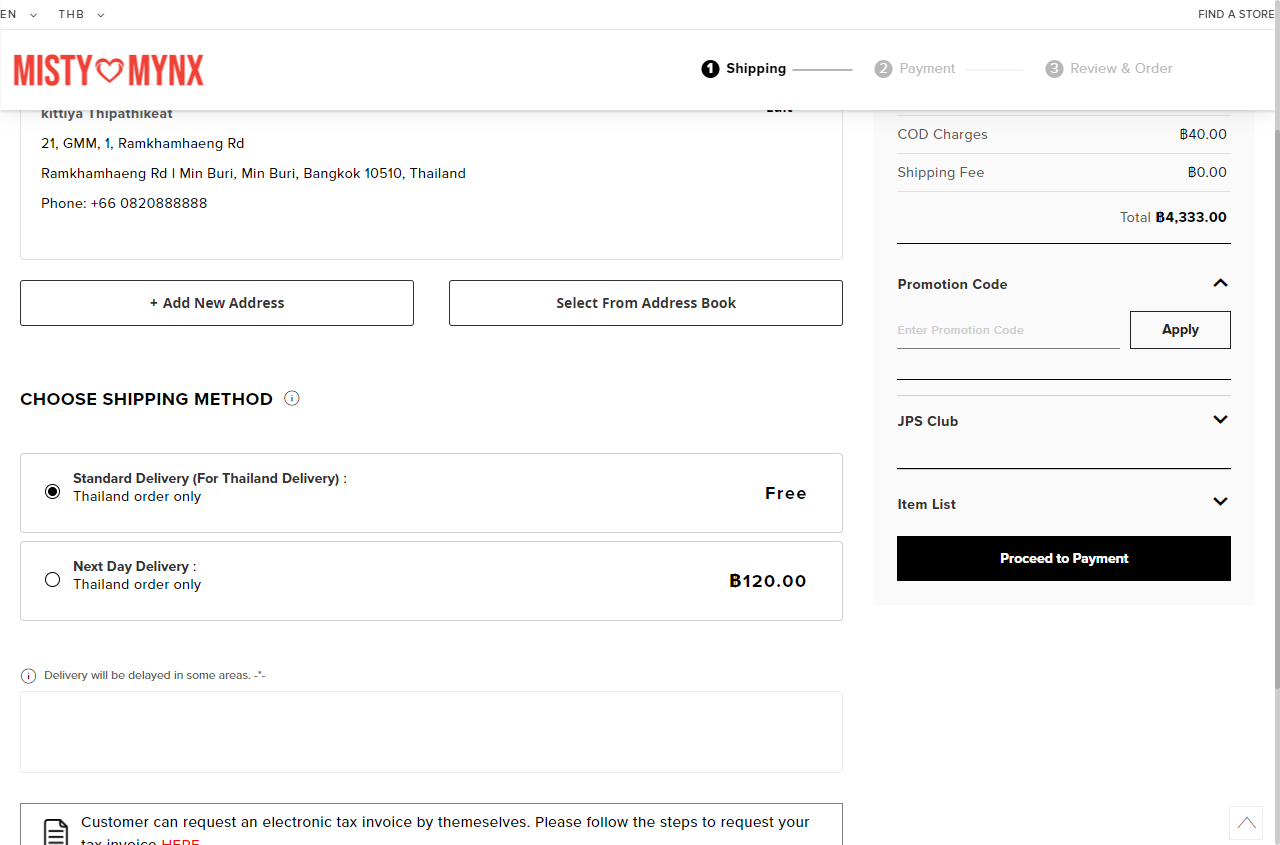 EN THB FIND A STORE
MISTY MYNX
1 Shipping 2 Payment 3 Review & Order
kittiya Thipathikeat Edit
21, GMM, 1, Ramkhamhaeng Rd
Ramkhamhaeng Rd | Min Buri, Min Buri, Bangkok 10510, Thailand
Phone: +66 0820888888
+ Add New Address Select From Address Book
CHOOSE SHIPPING METHOD
Standard Delivery (For Thailand Delivery) :
Thailand order only
Free
Next Day Delivery :
Thailand order only
฿120.00
Delivery will be delayed in some areas. -*-
Customer can request an electronic tax invoice by themeselves. Please follow the steps to request your
tax invoice HERE
COD Charges ฿40.00
Shipping Fee ฿0.00
Total ฿4,333.00
Promotion Code
Enter Promotion Code Apply
JPS Club
Item List
Proceed to Payment